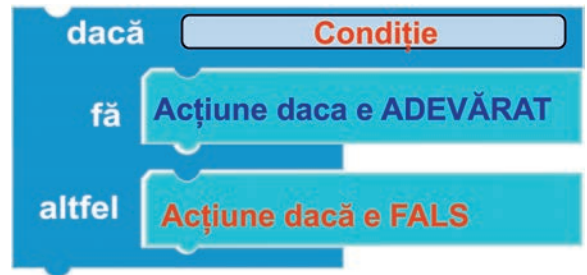 dacă Condiție
fă Acțiune daca e ADEVĂRAT
altfel Acțiune dacă e FALS